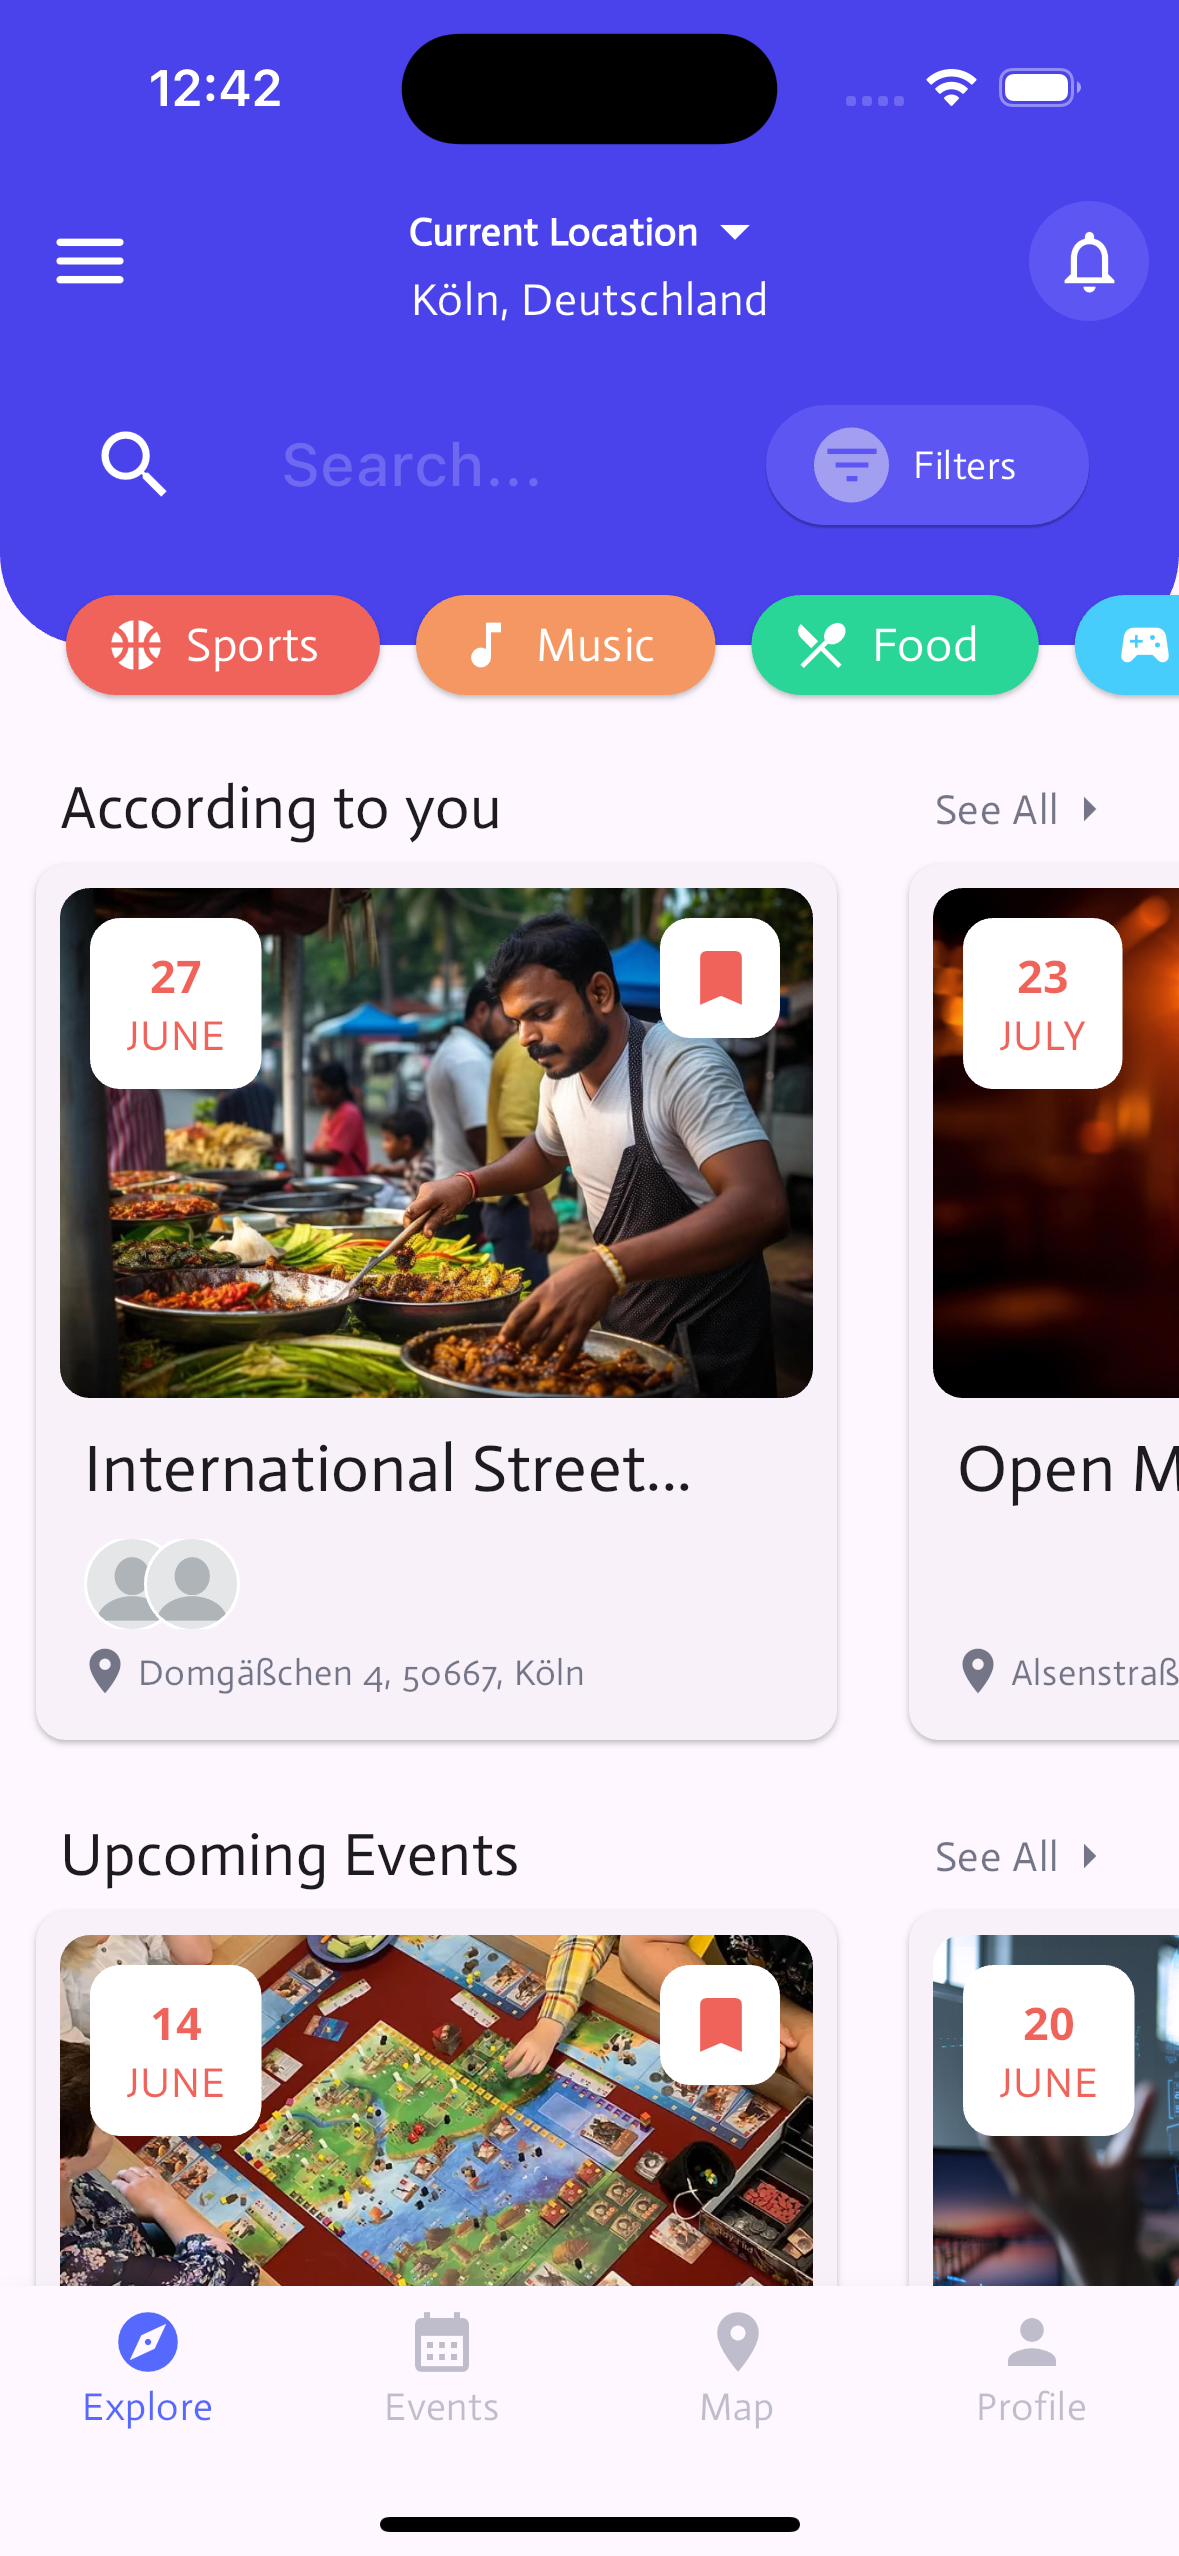 12:42
Current Location
Köln, Deutschland
Search...
Filters
Sports
Music
Food
According to you
See All
27
JUNE
23
JULY
International Street...
Open M
Domgäßchen 4, 50667, Köln
Alsenstraß
Upcoming Events
See All
14
JUNE
20
JUNE
Explore
Events
Map
Profile